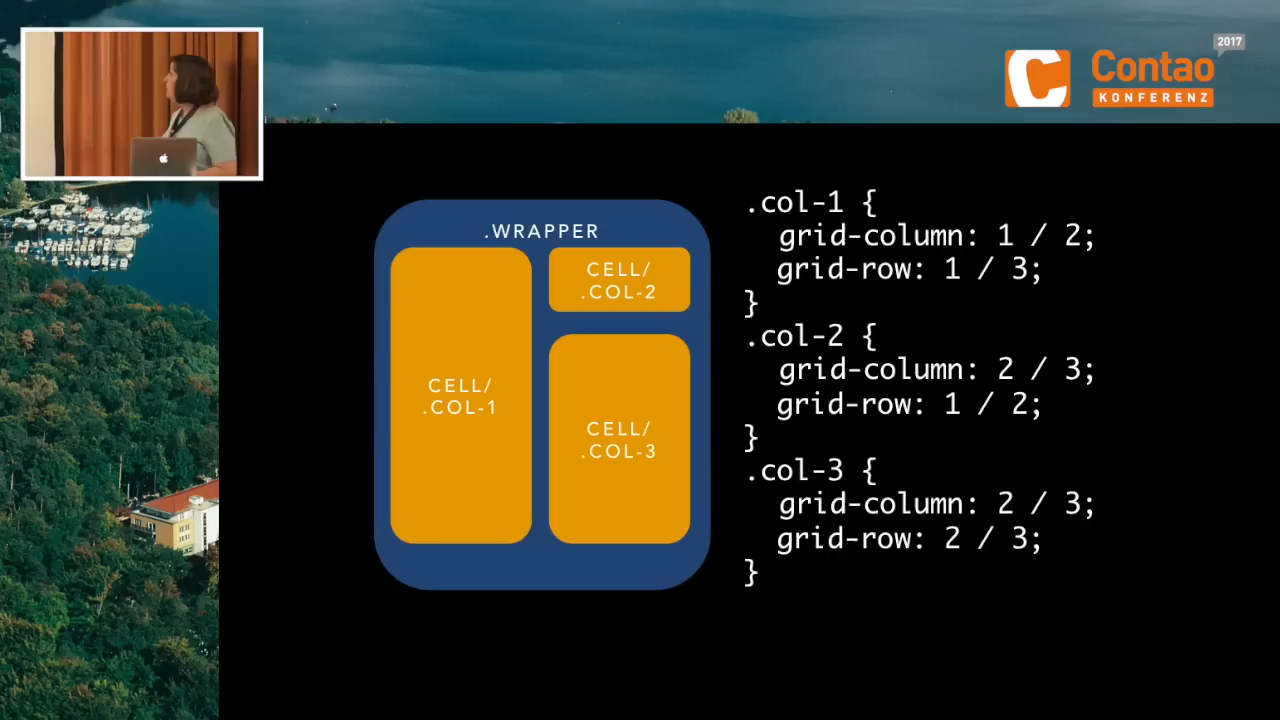 2017
Contao
KONFERENZ
.WRAPPER
CELL/
.COL-1
CELL/
.COL-2
CELL/
.COL-3
.col-1 {
  grid-column: 1 / 2;
  grid-row: 1 / 3;
}
.col-2 {
  grid-column: 2 / 3;
  grid-row: 1 / 2;
}
.col-3 {
  grid-column: 2 / 3;
  grid-row: 2 / 3;
}